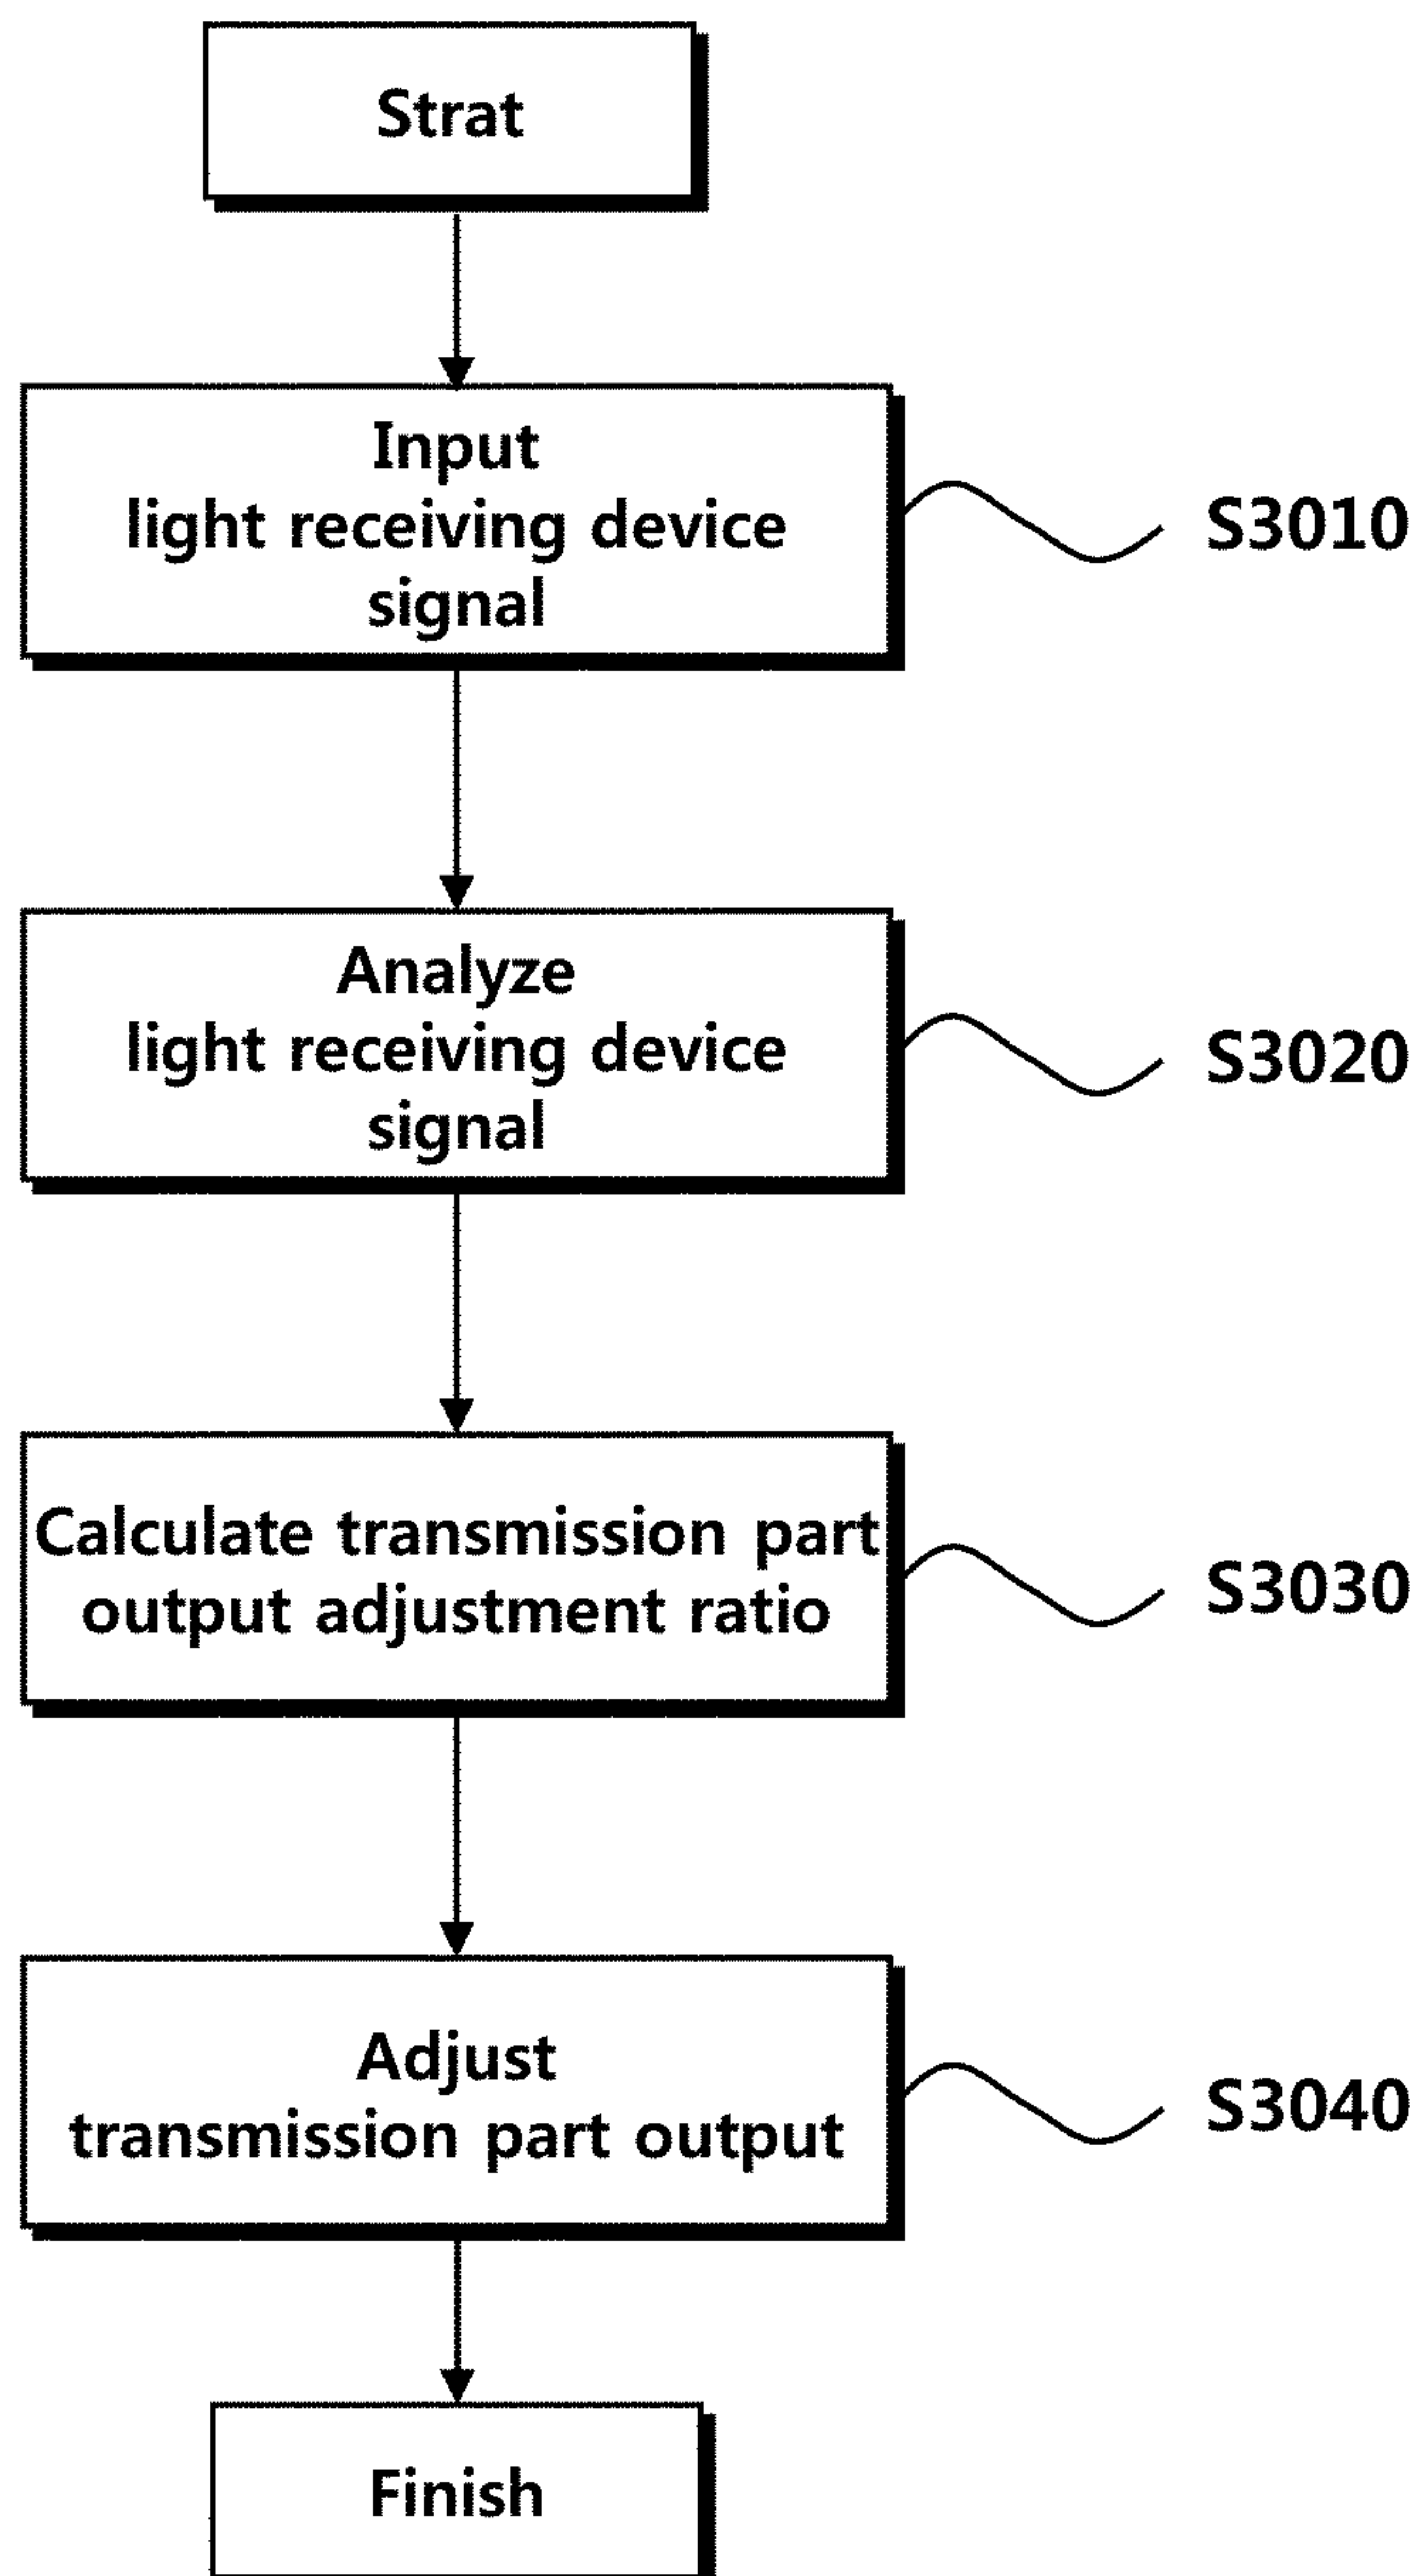 Strat
Input
light receiving device
signal
S3010
Analyze
light receiving device
signal
S3020
Calculate transmission part
output adjustment ratio
S3030
Adjust
transmission part output
S3040
Finish